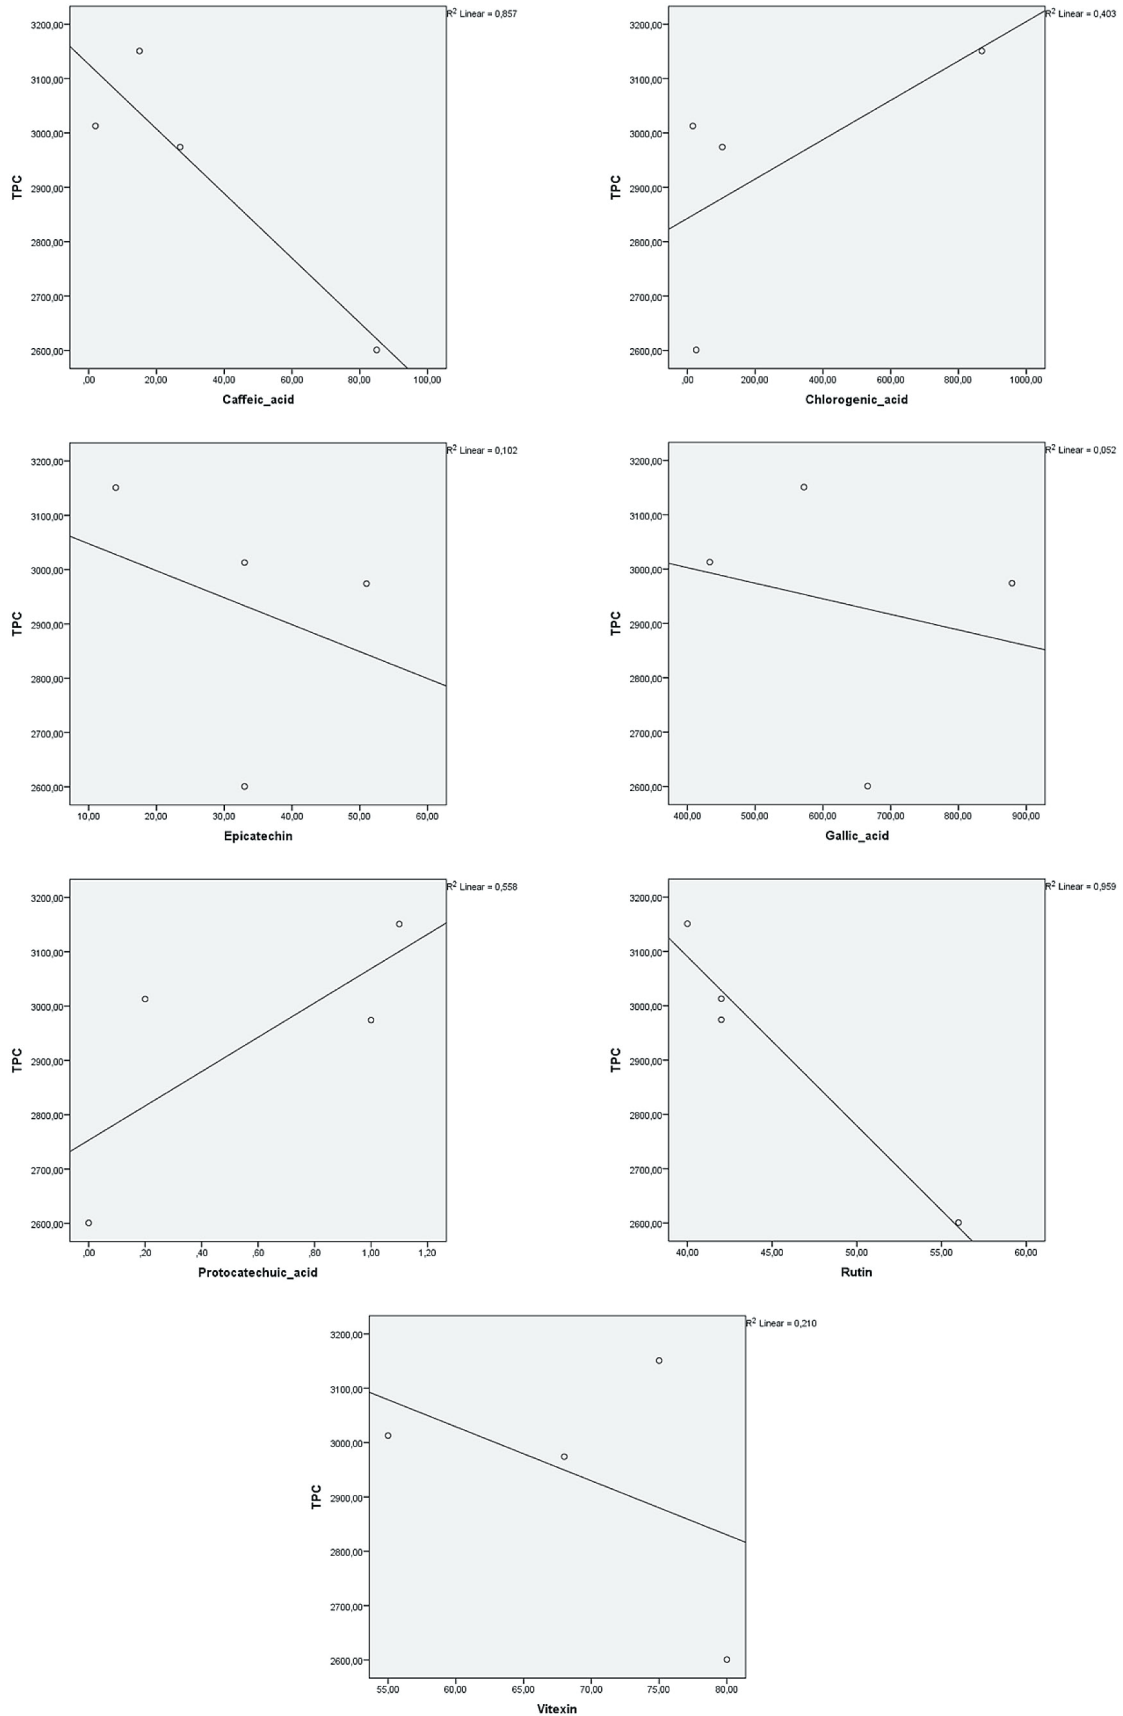 R2 Linear = 0,857
3200,00
3100,00
3000,00
2900,00
2800,00
2700,00
2600,00
TPC
,00 20,00 40,00 60,00 80,00 100,00
Caffeic_acid
R2 Linear = 0,403
3200,00
3100,00
3000,00
2900,00
2800,00
2700,00
2600,00
TPC
,00 200,00 400,00 600,00 800,00 1000,00
Chlorogenic_acid
R2 Linear = 0,102
3200,00
3100,00
3000,00
2900,00
2800,00
2700,00
2600,00
TPC
10,00 20,00 30,00 40,00 50,00 60,00
Epicatechin
R2 Linear = 0,052
3200,00
3100,00
3000,00
2900,00
2800,00
2700,00
2600,00
TPC
400,00 500,00 600,00 700,00 800,00 900,00
Gallic_acid
R2 Linear = 0,558
3200,00
3100,00
3000,00
2900,00
2800,00
2700,00
2600,00
TPC
,00 ,20 ,40 ,60 ,80 1,00 1,20
Protocatechuic_acid
R2 Linear = 0,959
3200,00
3100,00
3000,00
2900,00
2800,00
2700,00
2600,00
TPC
40,00 45,00 50,00 55,00 60,00
Rutin
R2 Linear = 0,210
3200,00
3100,00
3000,00
2900,00
2800,00
2700,00
2600,00
TPC
55,00 60,00 65,00 70,00 75,00 80,00
Vitexin